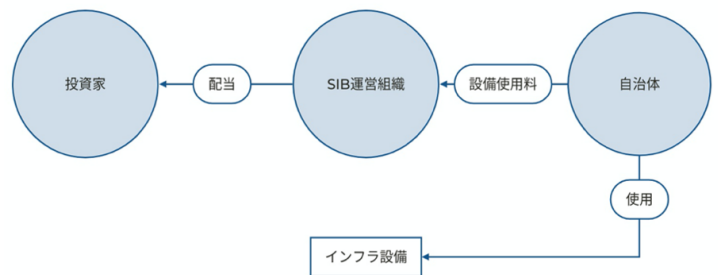 投資家
配当
SIB運営組織
設備使用料
自治体
使用
インフラ設備